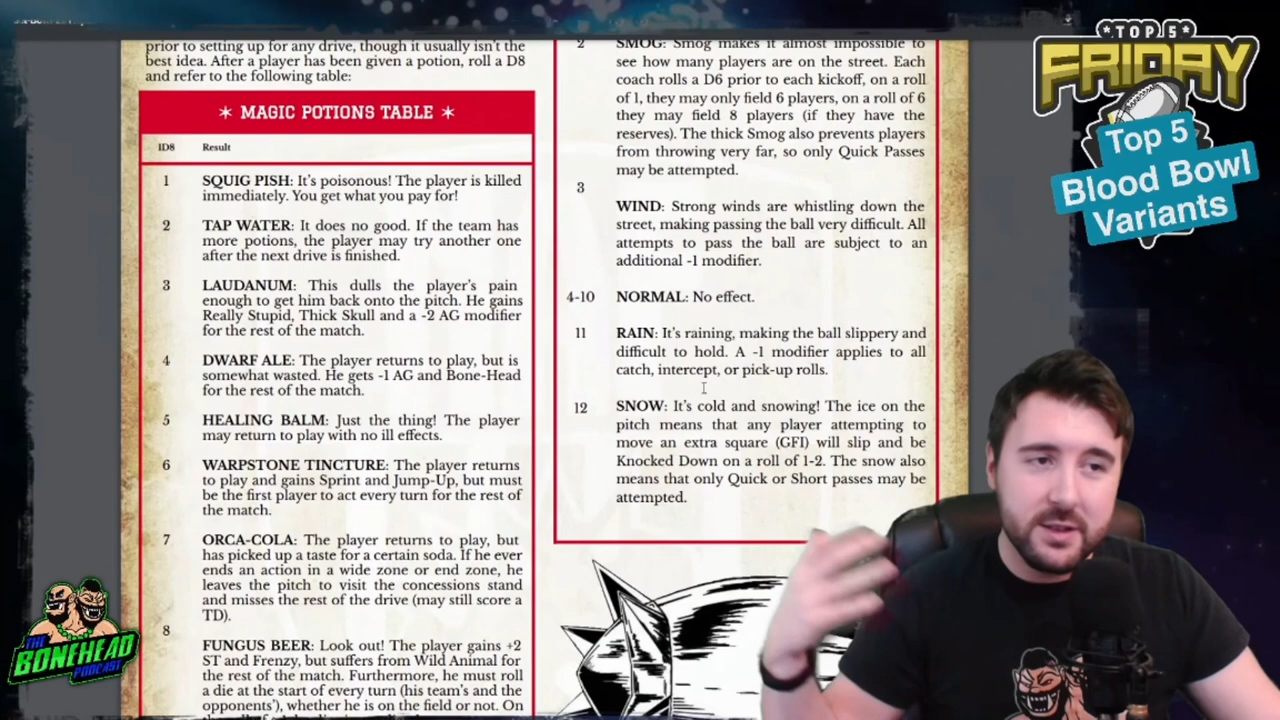 prior to setting up for any drive, though it usually isn't the
best idea. After a player has been given a potion, roll a D8
and refer to the following table:
✶ MAGIC POTIONS TABLE ✶
1D8 Result
1 SQUIG PISH: It's poisonous! The player is killed
immediately. You get what you pay for!
2 TAP WATER: It does no good. If the team has
more potions, the player may try another one
after the next drive is finished.
3 LAUDANUM: This dulls the player's pain
enough to get him back onto the pitch. He gains
Really Stupid, Thick Skull and a -2 AG modifier
for the rest of the match.
4 DWARF ALE: The player returns to play, but is
somewhat wasted. He gets -1 AG and Bone-Head
for the rest of the match.
5 HEALING BALM: Just the thing! The player
may return to play with no ill effects.
6 WARPSTONE TINCTURE: The player returns
to play and gains Sprint and Jump-Up, but must
be the first player to act every turn for the rest of
the match.
7 ORCA-COLA: The player returns to play, but
has picked up a taste for a certain soda. If he ever
ends an action in a wide zone or end zone, he
leaves the pitch to visit the concessions stand
and misses the rest of the drive (may still score a
TD).
8
FUNGUS BEER: Look out! The player gains +2
ST and Frenzy, but suffers from Wild Animal for
the rest of the match. Furthermore, he must roll
a die at the start of every turn (his team's and the
opponents'), whether he is on the field or not. On
2 SMOG: Smog makes it almost impossible to
see how many players are on the street. Each
coach rolls a D6 prior to each kickoff, on a roll
of 1, they may only field 6 players, on a roll of 6
they may field 8 players (if they have the
reserves). The thick Smog also prevents players
from throwing very far, so only Quick Passes
may be attempted.
3
WIND: Strong winds are whistling down the
street, making passing the ball very difficult. All
attempts to pass the ball are subject to an
additional -1 modifier.
4-10 NORMAL: No effect.
11 RAIN: It's raining, making the ball slippery and
difficult to hold. A -1 modifier applies to all
catch, intercept, or pick-up rolls.
12 SNOW: It's cold and snowing! The ice on the
pitch means that any player attempting to
move an extra square (GFI) will slip and be
Knocked Down on a roll of 1-2. The snow also
means that only Quick or Short passes may be
attempted.
*TOP 5*
FRIDAY
Top 5
Blood Bowl
Variants
THE
BONEHEAD
PODCAST